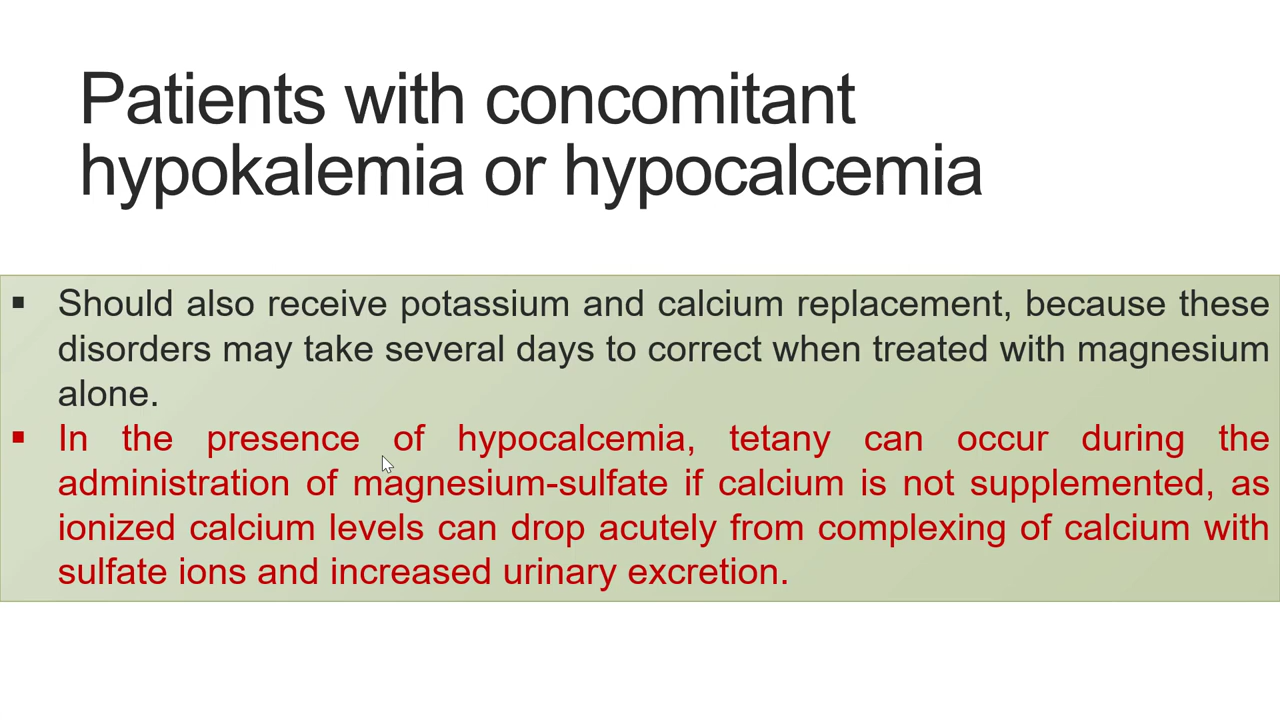 Patients with concomitant
hypokalemia or hypocalcemia
▪ Should also receive potassium and calcium replacement, because these
disorders may take several days to correct when treated with magnesium
alone.
▪ In the presence of hypocalcemia, tetany can occur during the
administration of magnesium-sulfate if calcium is not supplemented, as
ionized calcium levels can drop acutely from complexing of calcium with
sulfate ions and increased urinary excretion.